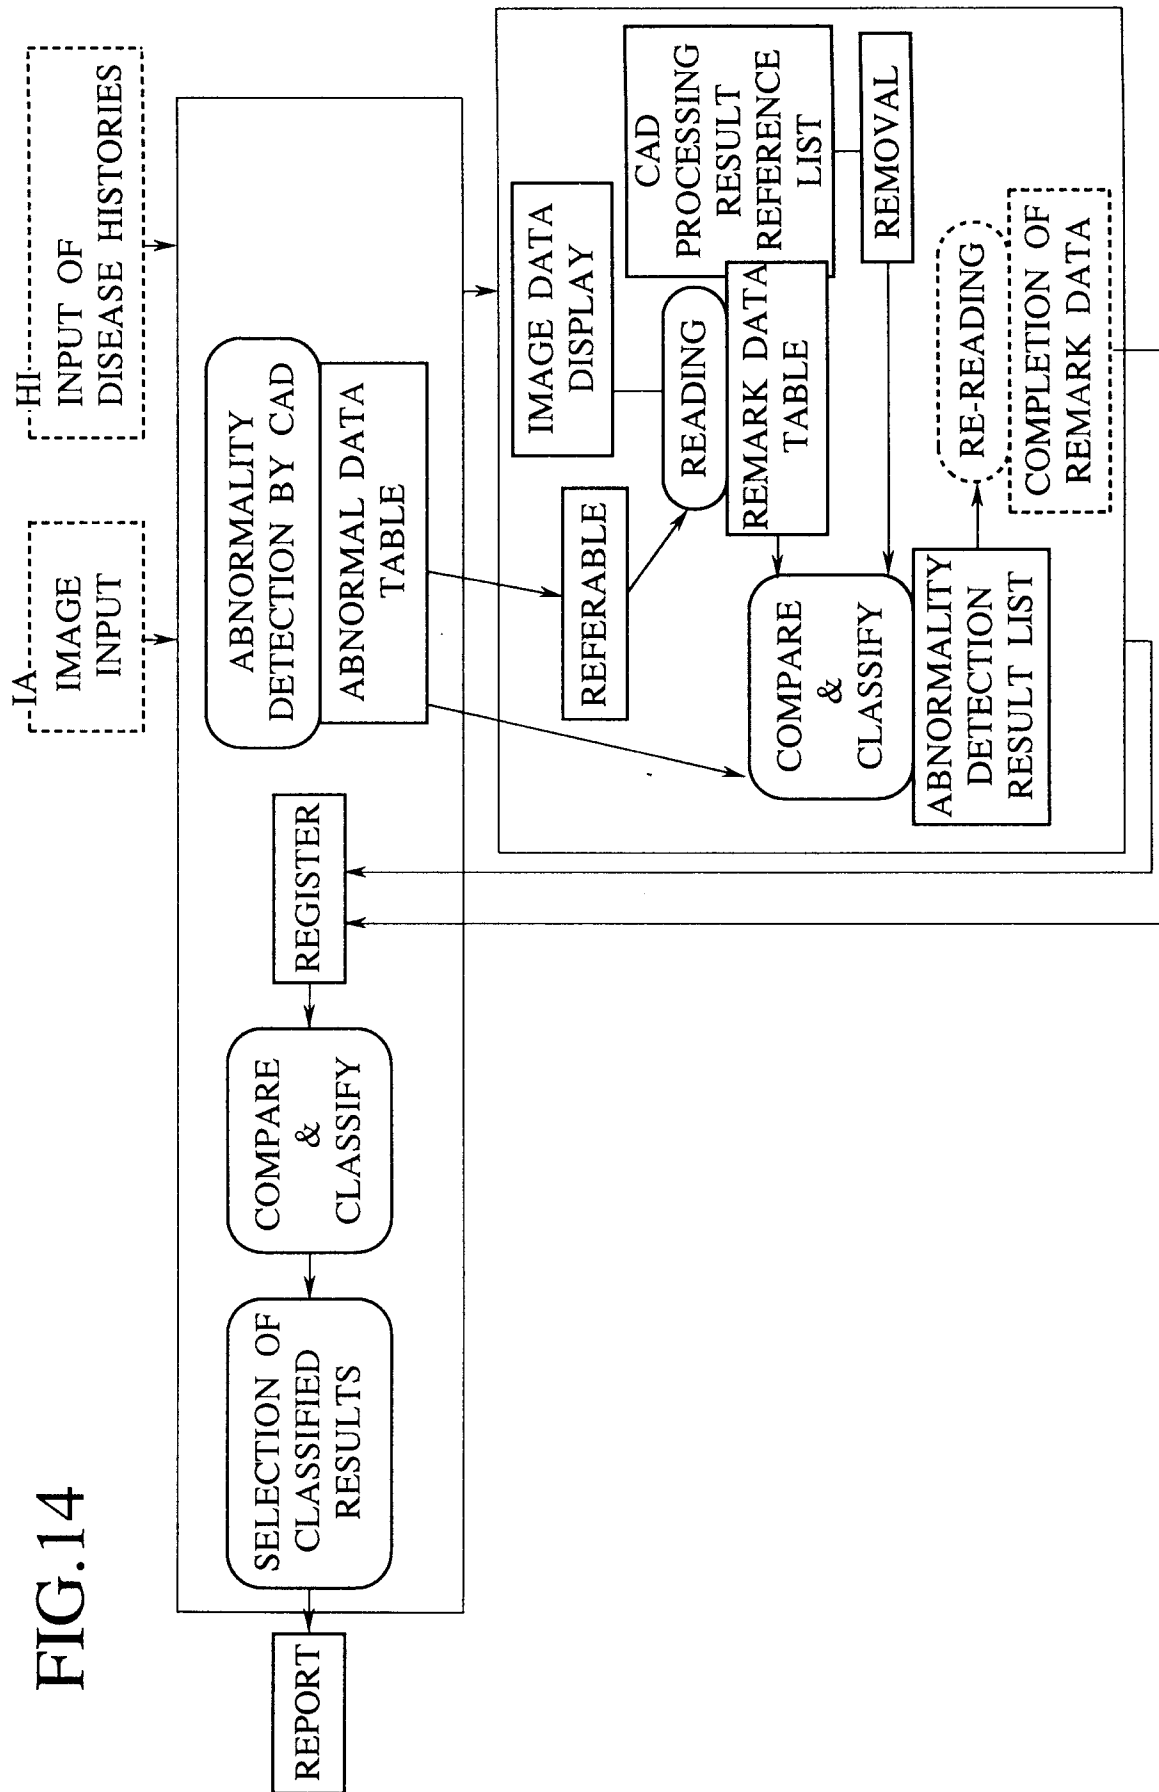 FIG.14
IA
IMAGE
INPUT
HI
INPUT OF
DISEASE HISTORIES
ABNORMALITY
DETECTION BY CAD
ABNORMAL DATA
TABLE
REGISTER
COMPARE
&
CLASSIFY
SELECTION OF
CLASSIFIED
RESULTS
REPORT
REFERABLE
IMAGE DATA
DISPLAY
READING
REMARK DATA
TABLE
CAD
PROCESSING
RESULT
REFERENCE
LIST
REMOVAL
COMPARE
&
CLASSIFY
ABNORMALITY
DETECTION
RESULT LIST
RE-READING
COMPLETION OF
REMARK DATA